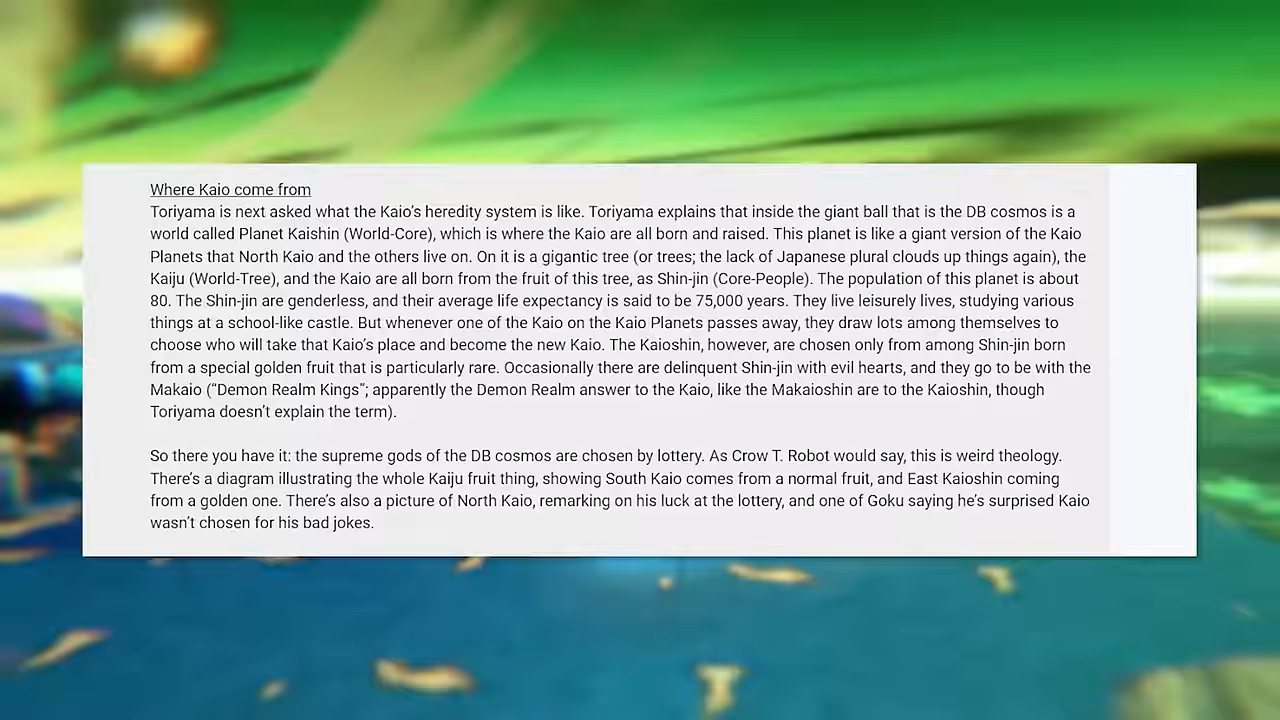 Where Kaio come from
Toriyama is next asked what the Kaio's heredity system is like. Toriyama explains that inside the giant ball that is the DB cosmos is a
world called Planet Kaishin (World-Core), which is where the Kaio are all born and raised. This planet is like a giant version of the Kaio
Planets that North Kaio and the others live on. On it is a gigantic tree (or trees; the lack of Japanese plural clouds up things again), the
Kaiju (World-Tree), and the Kaio are all born from the fruit of this tree, as Shin-jin (Core-People). The population of this planet is about
80. The Shin-jin are genderless, and their average life expectancy is said to be 75,000 years. They live leisurely lives, studying various
things at a school-like castle. But whenever one of the Kaio on the Kaio Planets passes away, they draw lots among themselves to
choose who will take that Kaio's place and become the new Kaio. The Kaioshin, however, are chosen only from among Shin-jin born
from a special golden fruit that is particularly rare. Occasionally there are delinquent Shin-jin with evil hearts, and they go to be with the
Makaio ("Demon Realm Kings"; apparently the Demon Realm answer to the Kaio, like the Makaioshin are to the Kaioshin, though
Toriyama doesn't explain the term).
So there you have it: the supreme gods of the DB cosmos are chosen by lottery. As Crow T. Robot would say, this is weird theology.
There's a diagram illustrating the whole Kaiju fruit thing, showing South Kaio comes from a normal fruit, and East Kaioshin coming
from a golden one. There's also a picture of North Kaio, remarking on his luck at the lottery, and one of Goku saying he's surprised Kaio
wasn't chosen for his bad jokes.